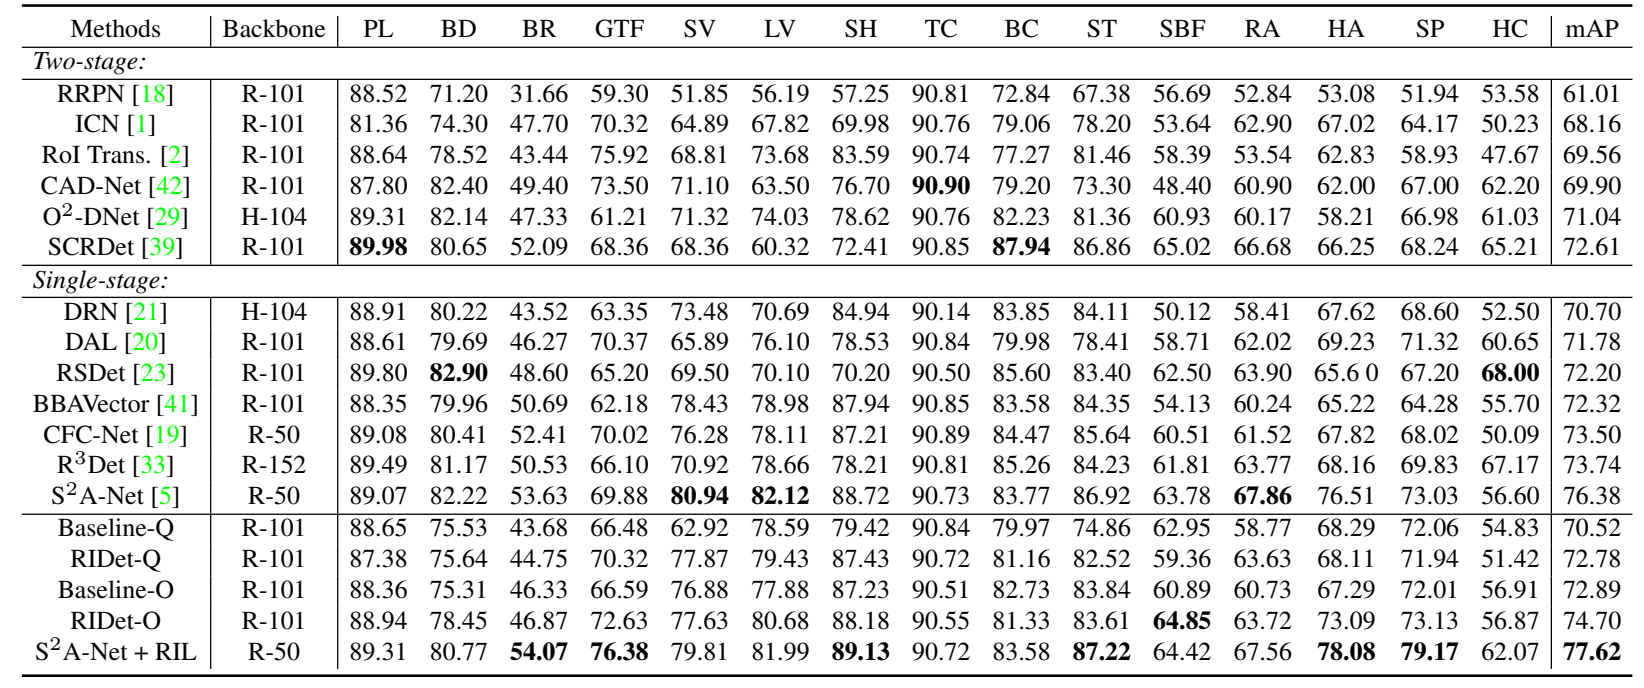 Methods Backbone PL BD BR GTF SV LV SH TC BC ST SBF RA HA SP HC mAP
Two-stage:
RRPN [18] R-101 88.52 71.20 31.66 59.30 51.85 56.19 57.25 90.81 72.84 67.38 56.69 52.84 53.08 51.94 53.58 61.01
ICN [1] R-101 81.36 74.30 47.70 70.32 64.89 67.82 69.98 90.76 79.06 78.20 53.64 62.90 67.02 64.17 50.23 68.16
RoI Trans. [2] R-101 88.64 78.52 43.44 75.92 68.81 73.68 83.59 90.74 77.27 81.46 58.39 53.54 62.83 58.93 47.67 69.56
CAD-Net [42] R-101 87.80 82.40 49.40 73.50 71.10 63.50 76.70 90.90 79.20 73.30 48.40 60.90 62.00 67.00 62.20 69.90
O²-DNet [29] H-104 89.31 82.14 47.33 61.21 71.32 74.03 78.62 90.76 82.23 81.36 60.93 60.17 58.21 66.98 61.03 71.04
SCRDet [39] R-101 89.98 80.65 52.09 68.36 68.36 60.32 72.41 90.85 87.94 86.86 65.02 66.68 66.25 68.24 65.21 72.61
Single-stage:
DRN [21] H-104 88.91 80.22 43.52 63.35 73.48 70.69 84.94 90.14 83.85 84.11 50.12 58.41 67.62 68.60 52.50 70.70
DAL [20] R-101 88.61 79.69 46.27 70.37 65.89 76.10 78.53 90.84 79.98 78.41 58.71 62.02 69.23 71.32 60.65 71.78
RSDet [23] R-101 89.80 82.90 48.60 65.20 69.50 70.10 70.20 90.50 85.60 83.40 62.50 63.90 65.6 0 67.20 68.00 72.20
BBAVector [41] R-101 88.35 79.96 50.69 62.18 78.43 78.98 87.94 90.85 83.58 84.35 54.13 60.24 65.22 64.28 55.70 72.32
CFC-Net [19] R-50 89.08 80.41 52.41 70.02 76.28 78.11 87.21 90.89 84.47 85.64 60.51 61.52 67.82 68.02 50.09 73.50
R³Det [33] R-152 89.49 81.17 50.53 66.10 70.92 78.66 78.21 90.81 85.26 84.23 61.81 63.77 68.16 69.83 67.17 73.74
S²A-Net [5] R-50 89.07 82.22 53.63 69.88 80.94 82.12 88.72 90.73 83.77 86.92 63.78 67.86 76.51 73.03 56.60 76.38
Baseline-Q R-101 88.65 75.53 43.68 66.48 62.92 78.59 79.42 90.84 79.97 74.86 62.95 58.77 68.29 72.06 54.83 70.52
RIDet-Q R-101 87.38 75.64 44.75 70.32 77.87 79.43 87.43 90.72 81.16 82.52 59.36 63.63 68.11 71.94 51.42 72.78
Baseline-O R-101 88.36 75.31 46.33 66.59 76.88 77.88 87.23 90.51 82.73 83.84 60.89 60.73 67.29 72.01 56.91 72.89
RIDet-O R-101 88.94 78.45 46.87 72.63 77.63 80.68 88.18 90.55 81.33 83.61 64.85 63.72 73.09 73.13 56.87 74.70
S²A-Net + RIL R-50 89.31 80.77 54.07 76.38 79.81 81.99 89.13 90.72 83.58 87.22 64.42 67.56 78.08 79.17 62.07 77.62